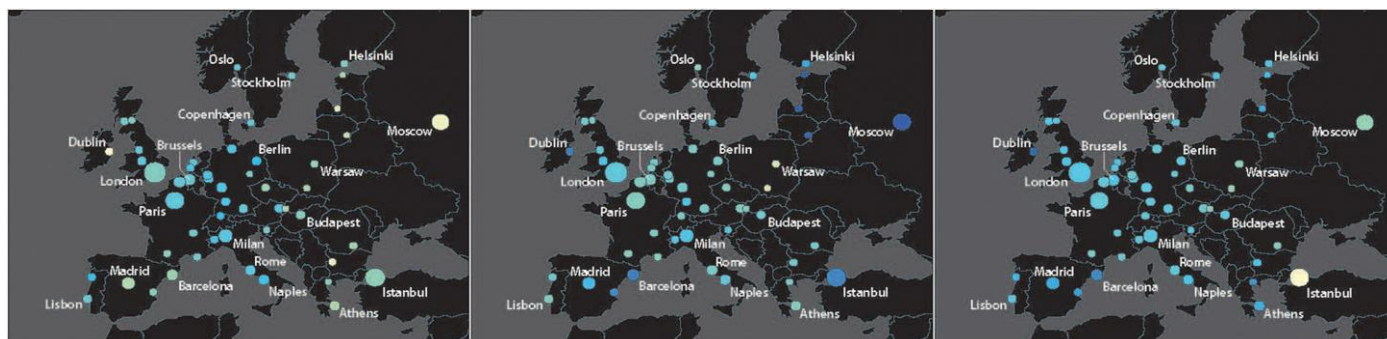 Oslo
Helsinki
Stockholm
Copenhagen
Moscow
Dublin
Brussels
Berlin
London
Warsaw
Paris
Budapest
Milan
Madrid
Rome
Barcelona
Lisbon
Naples
Istanbul
Athens
Oslo
Helsinki
Stockholm
Copenhagen
Moscow
Dublin
Brussels
Berlin
London
Warsaw
Paris
Budapest
Milan
Madrid
Rome
Barcelona
Lisbon
Naples
Istanbul
Athens
Oslo
Helsinki
Stockholm
Copenhagen
Moscow
Dublin
Brussels
Berlin
London
Warsaw
Paris
Budapest
Milan
Madrid
Rome
Barcelona
Lisbon
Naples
Istanbul
Athens